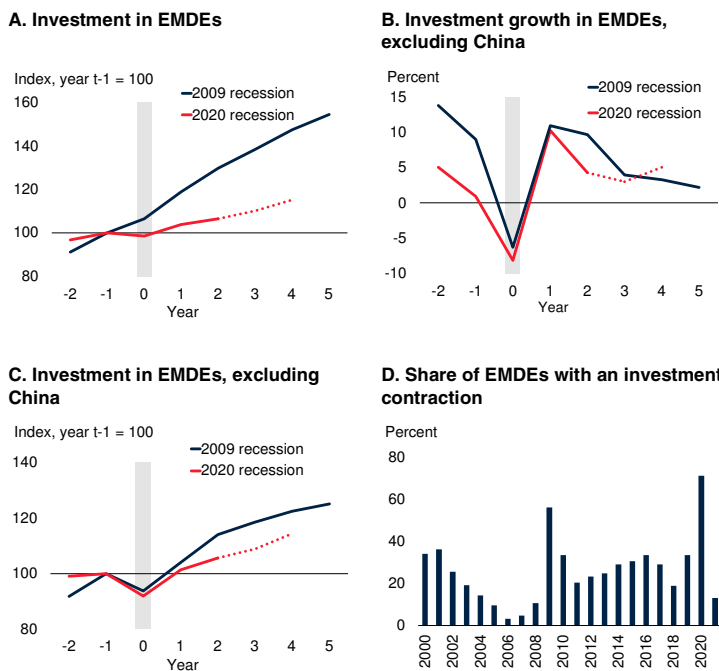 A. Investment in EMDEs
Index, year t-1 = 100
2009 recession
2020 recession
160
140
120
100
80
-2 -1 0 1 2 3 4 5
Year
B. Investment growth in EMDEs,
excluding China
Percent
2009 recession
2020 recession
15
10
5
0
-5
-10
-2 -1 0 1 2 3 4 5
Year
C. Investment in EMDEs, excluding
China
Index, year t-1 = 100
2009 recession
2020 recession
140
120
100
80
-2 -1 0 1 2 3 4 5
Year
D. Share of EMDEs with an investment
contraction
Percent
80
60
40
20
0
2000 2002 2004 2006 2008 2010 2012 2014 2016 2018 2020